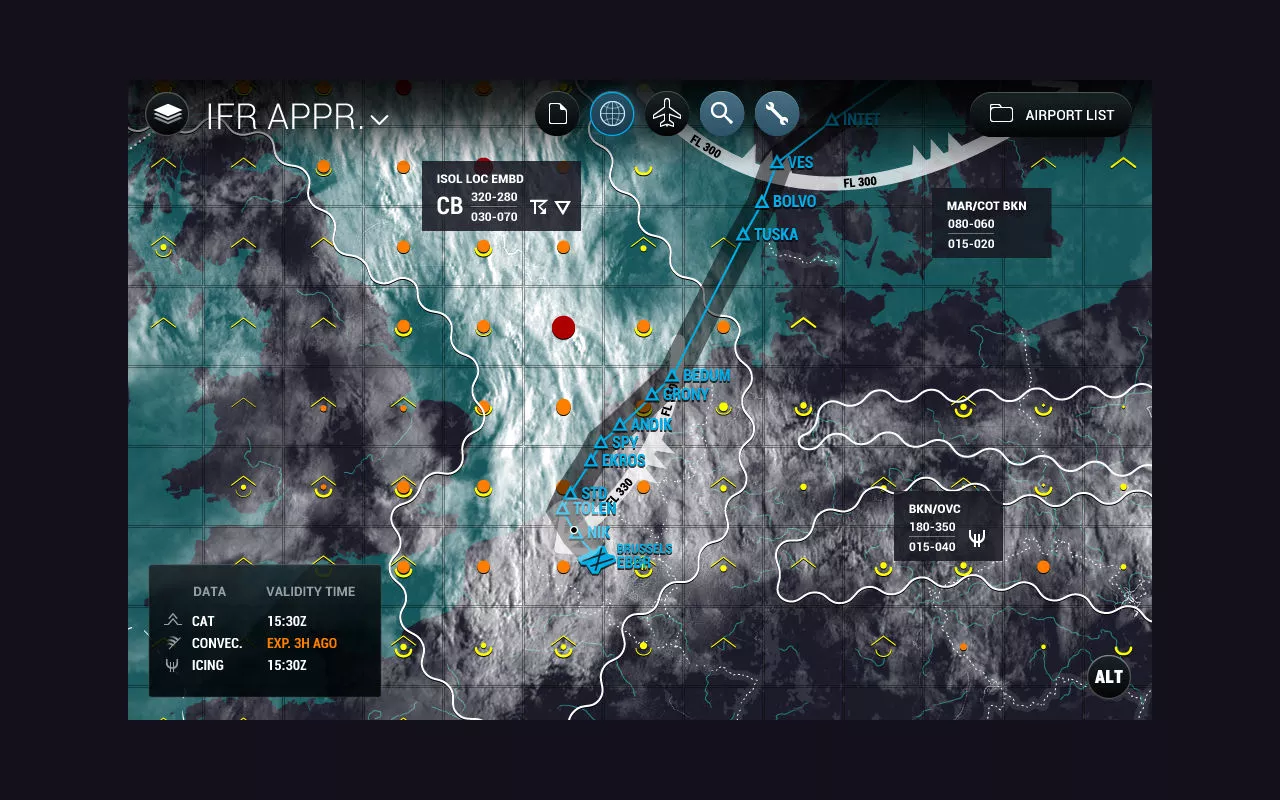 IFR APPR.
AIRPORT LIST
INTET
FL 300
VES
FL 300
BOLVO
TUSKA
ISOL LOC EMBD
CB
320-280
030-070
MAR/COT BKN
080-060
015-020
BEDUM
GRONY
ANDIK
SPY
EKROS
STD
FL 330
TOLEN
NIK
BRUSSELS
EBBR
BKN/OVC
180-350
015-040
DATA VALIDITY TIME
CAT 15:30Z
CONVEC. EXP. 3H AGO
ICING 15:30Z
ALT